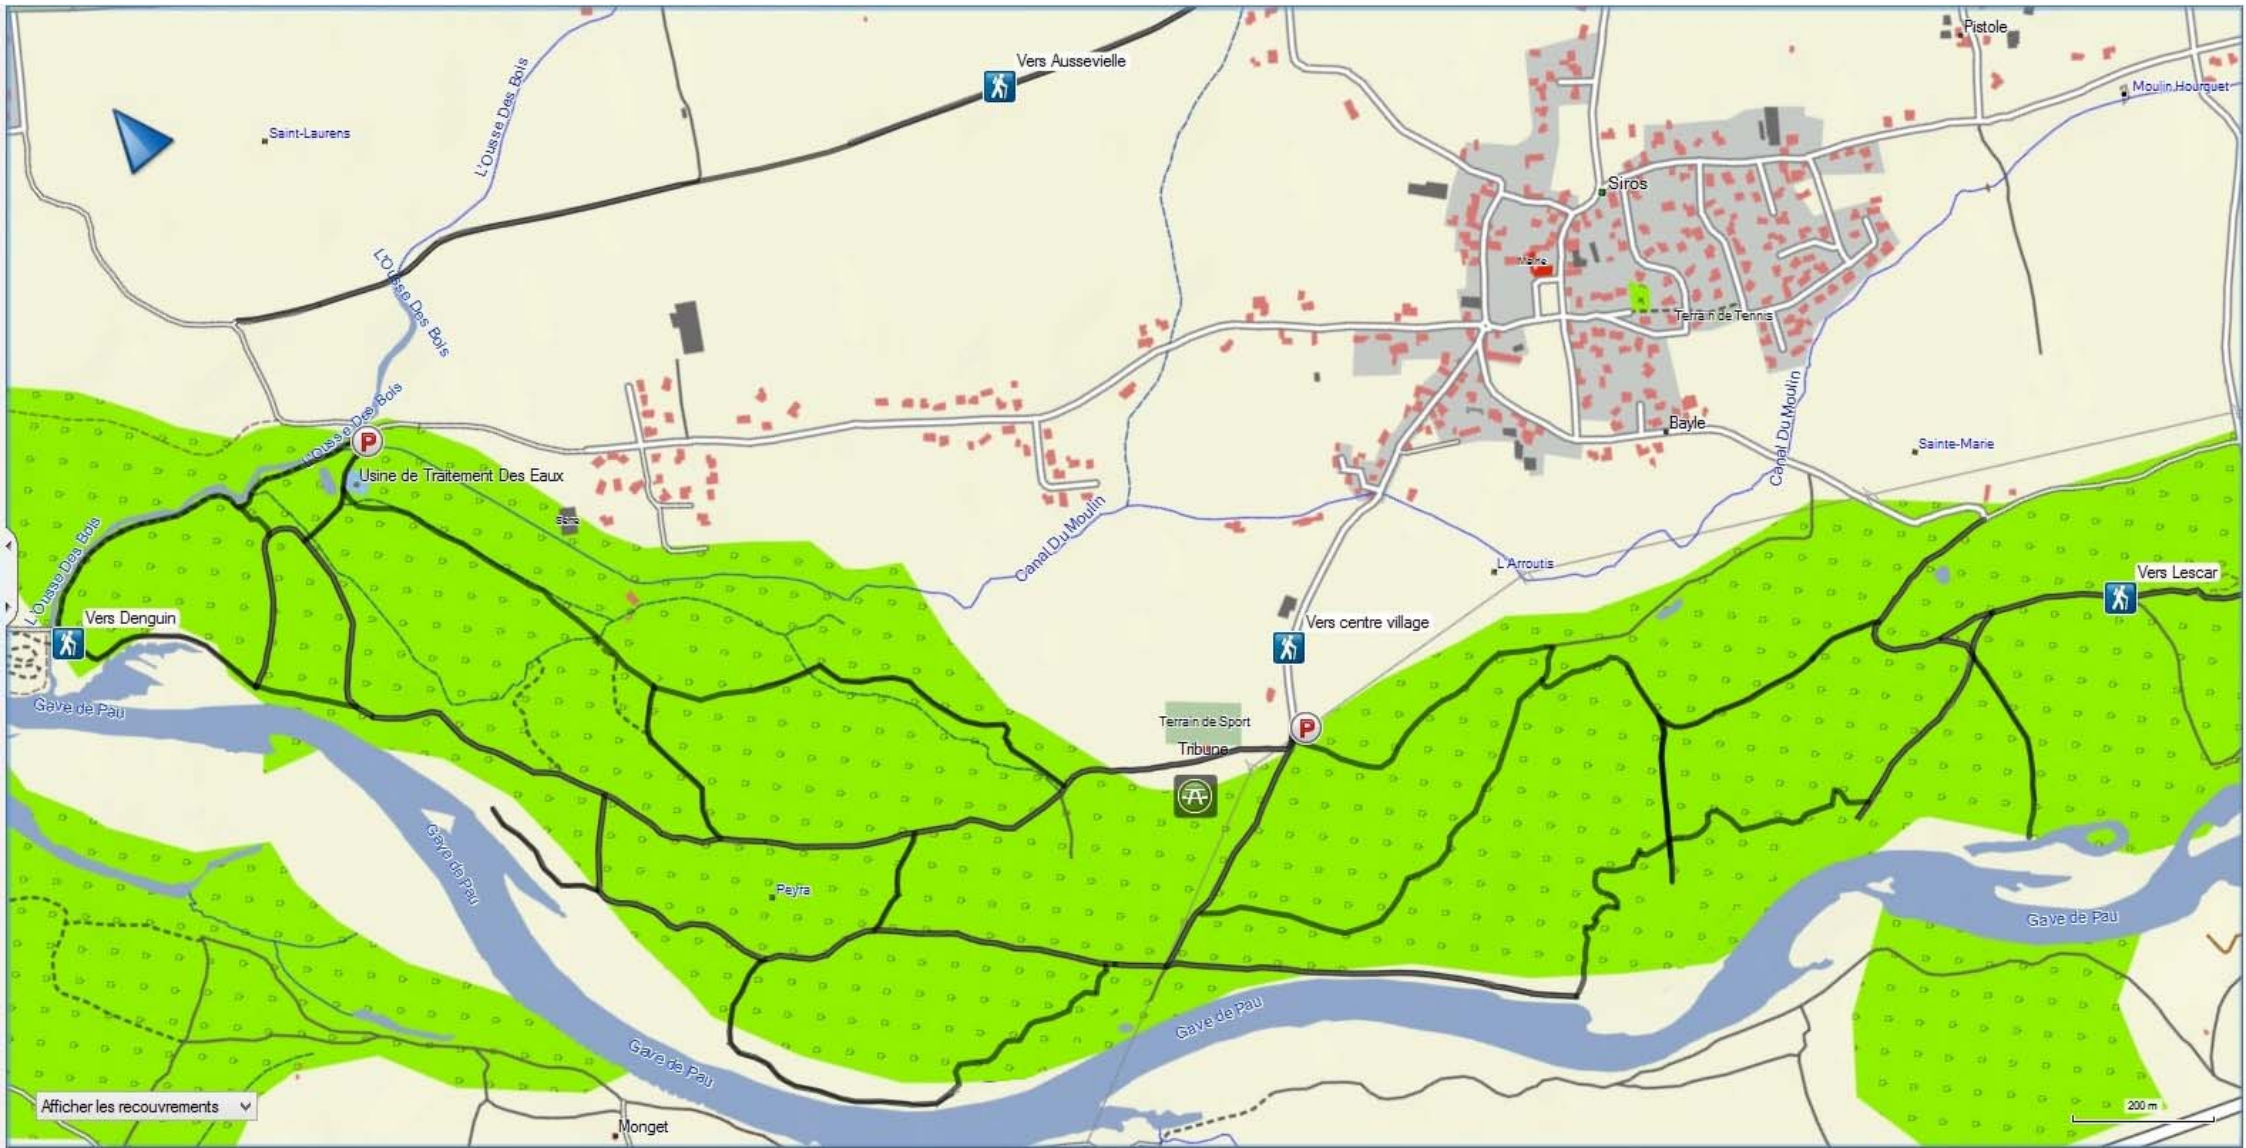 Pistole
Vers Aussevielle
Moulin Hourquet
L'Ousse Des Bois
Saint-Laurens
Siros
L'Ousse Des Bois
Mairie
Terrain de Tennis
L'Ousse Des Bois
Bayle
Canal Du Moulin
Sainte-Marie
P
Usine de Traitement Des Eaux
Canal Du Moulin
L'Arroutis
L'Ousse Des Bois
Vers Lescar
Vers Denguin
Vers centre village
Gave de Pau
Terrain de Sport
P
Tribune
Gave de Pau
Peyra
Gave de Pau
Gave de Pau
Gave de Pau
Afficher les recouvrements
200 m
Monget